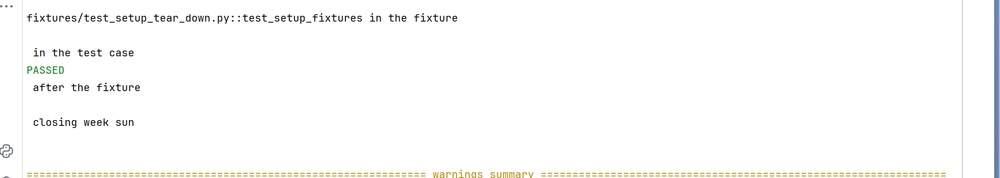 fixtures/test_setup_tear_down.py::test_setup_fixtures in the fixture
in the test case
PASSED
after the fixture
closing week sun
=============================================================== warnings summary ================================================================